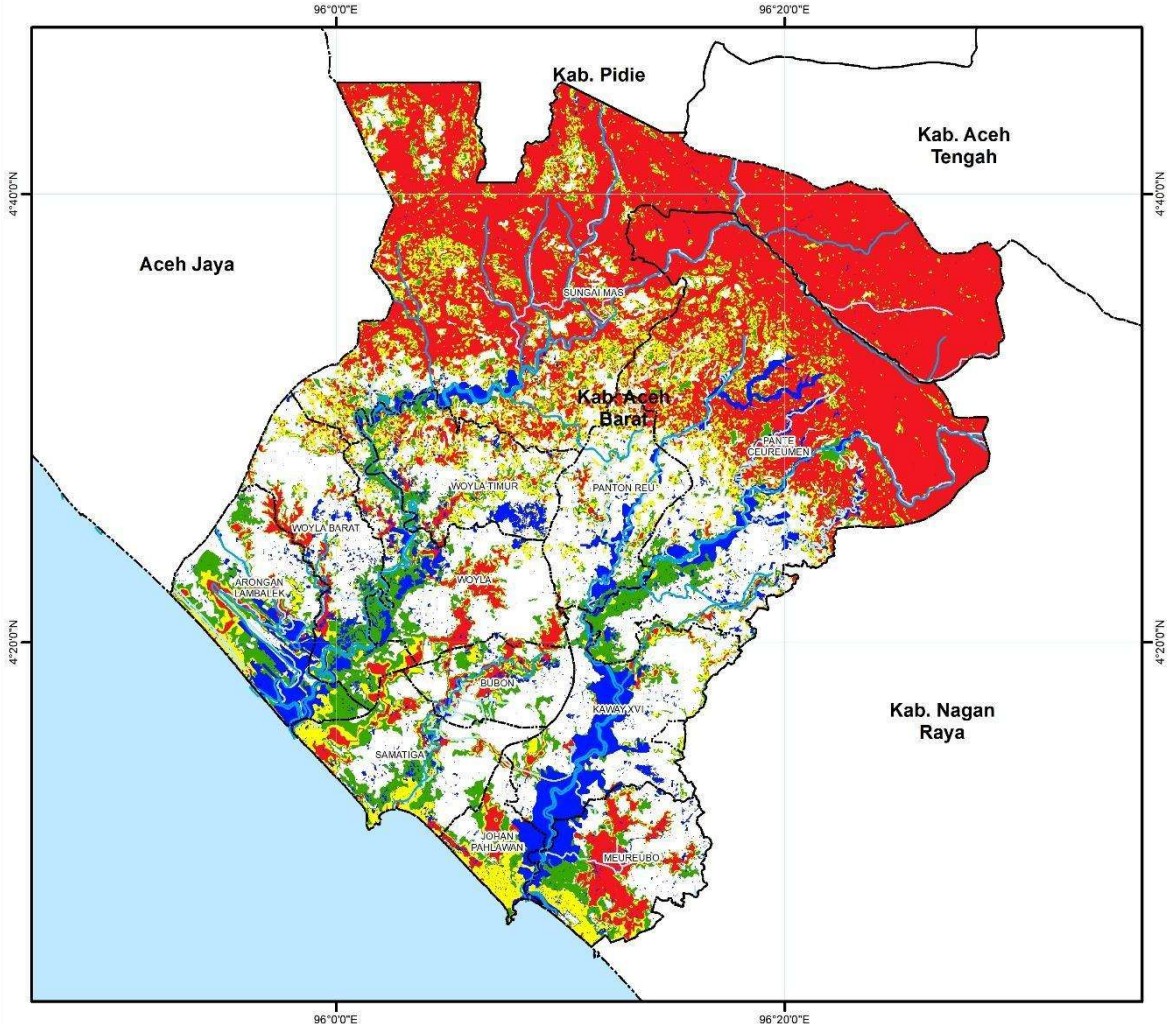 96°0'0"E
96°20'0"E
Kab. Pidie
Kab. Aceh
Tengah
4°40'0"N
4°40'0"N
Aceh Jaya
SUNGAI MAS
Kab. Aceh
Barat
PANTE
CEUREUMEN
WOYLA TIMUR
PANTON REU
WOYLA BARAT
ARONGAN
LAMBALEK
WOYLA
4°20'0"N
4°20'0"N
BUBON
KAWAY XVI
Kab. Nagan
Raya
SAMATIGA
JOHAN
PAHLAWAN
MEUREUBO
96°0'0"E
96°20'0"E